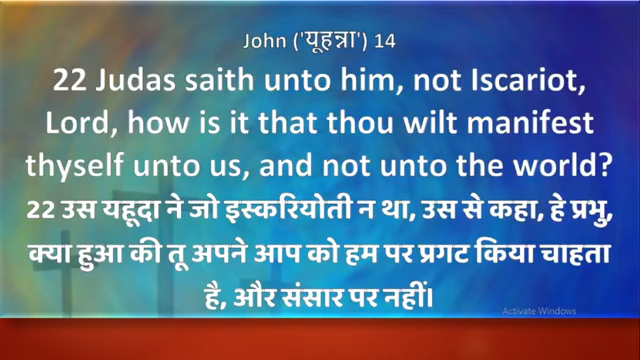 John ('यूहन्ना') 14
22 Judas saith unto him, not Iscariot,
Lord, how is it that thou wilt manifest
thyself unto us, and not unto the world?
22 उस यहूदा ने जो इस्करियोती न था, उस से कहा, हे प्रभु,
क्या हुआ की तू अपने आप को हम पर प्रगट किया चाहता
है, और संसार पर नहीं।
Activate Windows